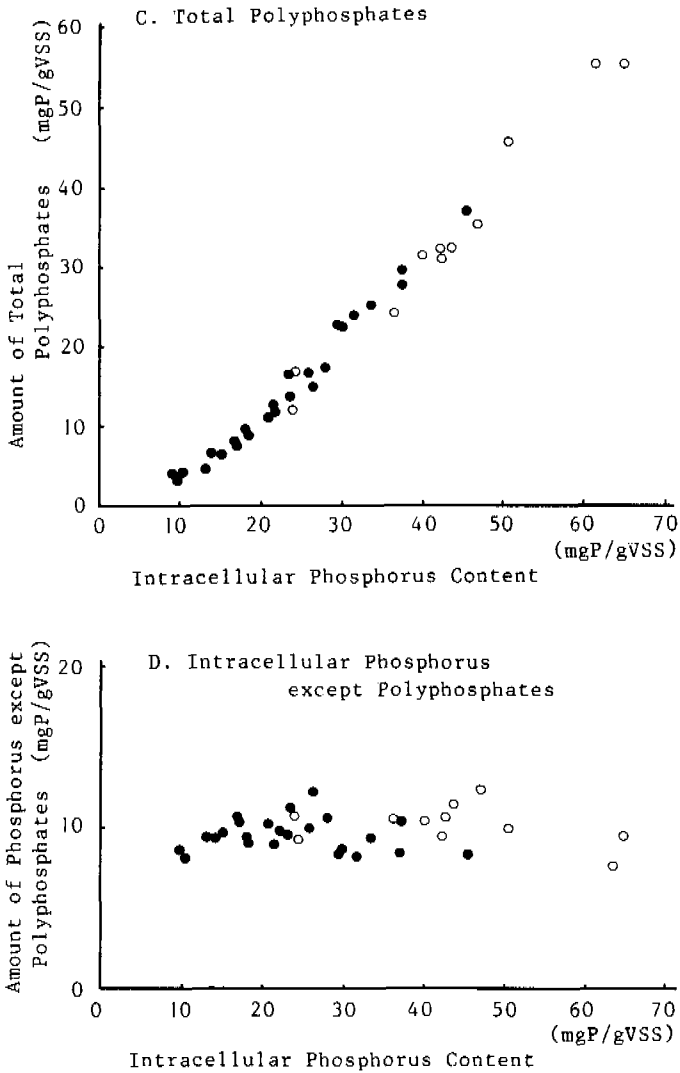 C. Total Polyphosphates
Amount of Total
Polyphosphates (mgP/gVSS)
60
50
40
30
20
10
0
0 10 20 30 40 50 60 70
(mgP/gVSS)
Intracellular Phosphorus Content
D. Intracellular Phosphorus
except Polyphosphates
Amount of Phosphorus except
Polyphosphates (mgP/gVSS)
20
10
0
0 10 20 30 40 50 60 70
(mgP/gVSS)
Intracellular Phosphorus Content